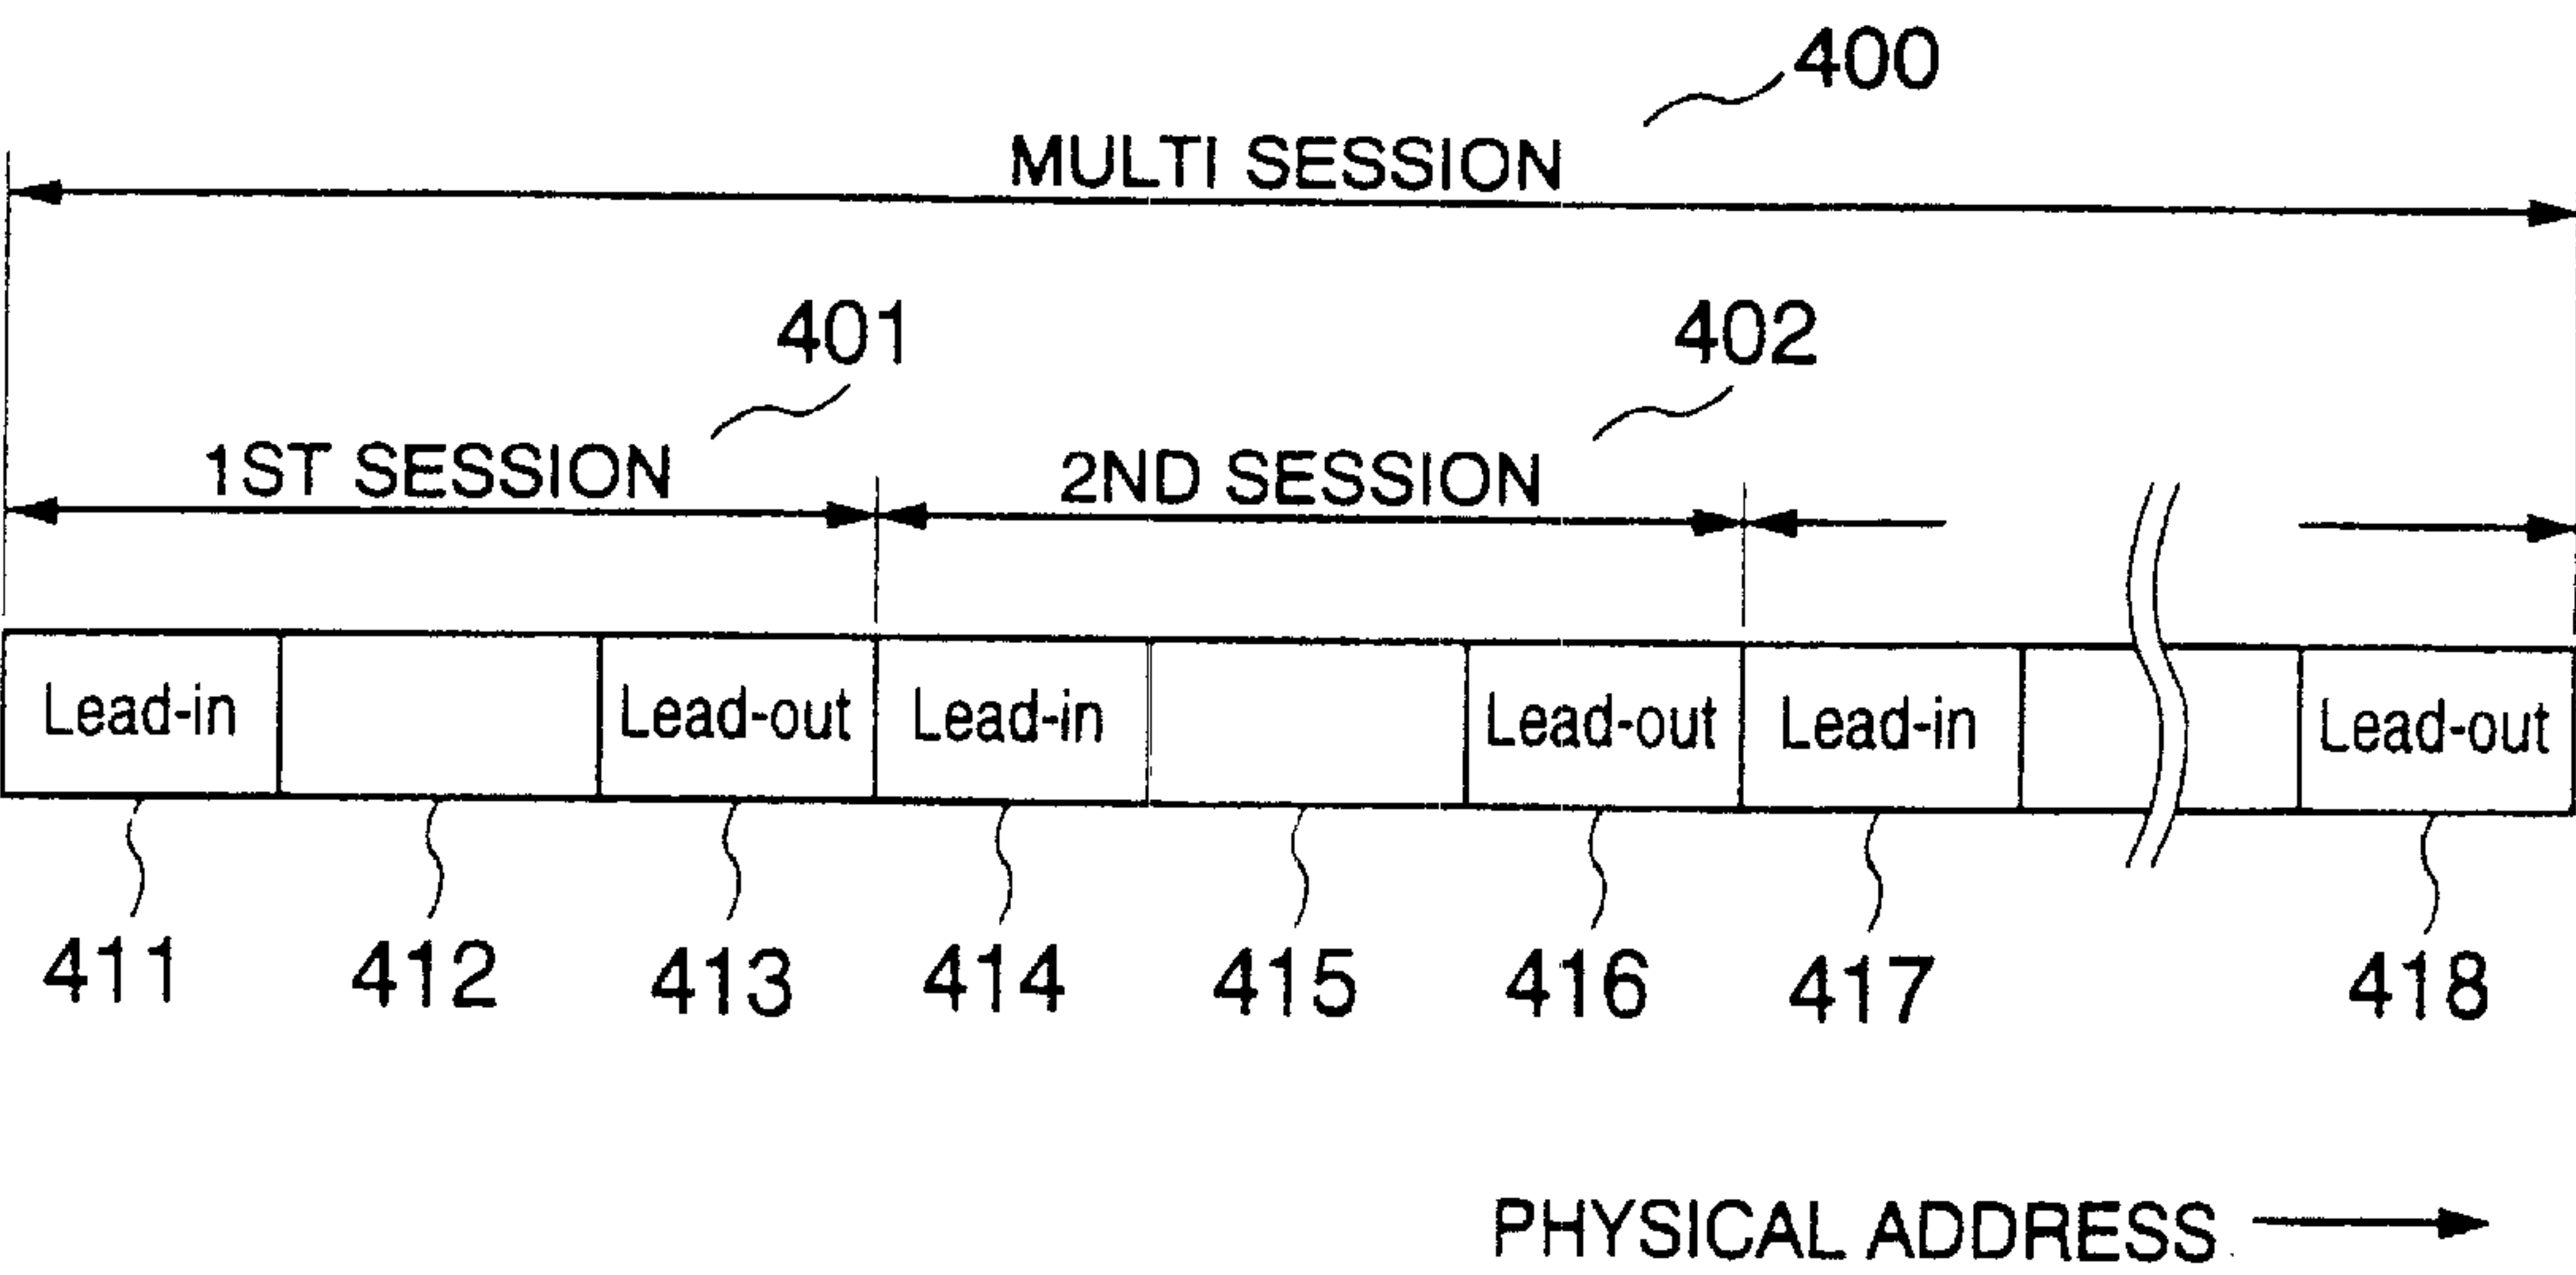 400
MULTI SESSION
401 402
1ST SESSION 2ND SESSION
Lead-in Lead-out Lead-in Lead-out Lead-in Lead-out
411 412 413 414 415 416 417 418
PHYSICAL ADDRESS